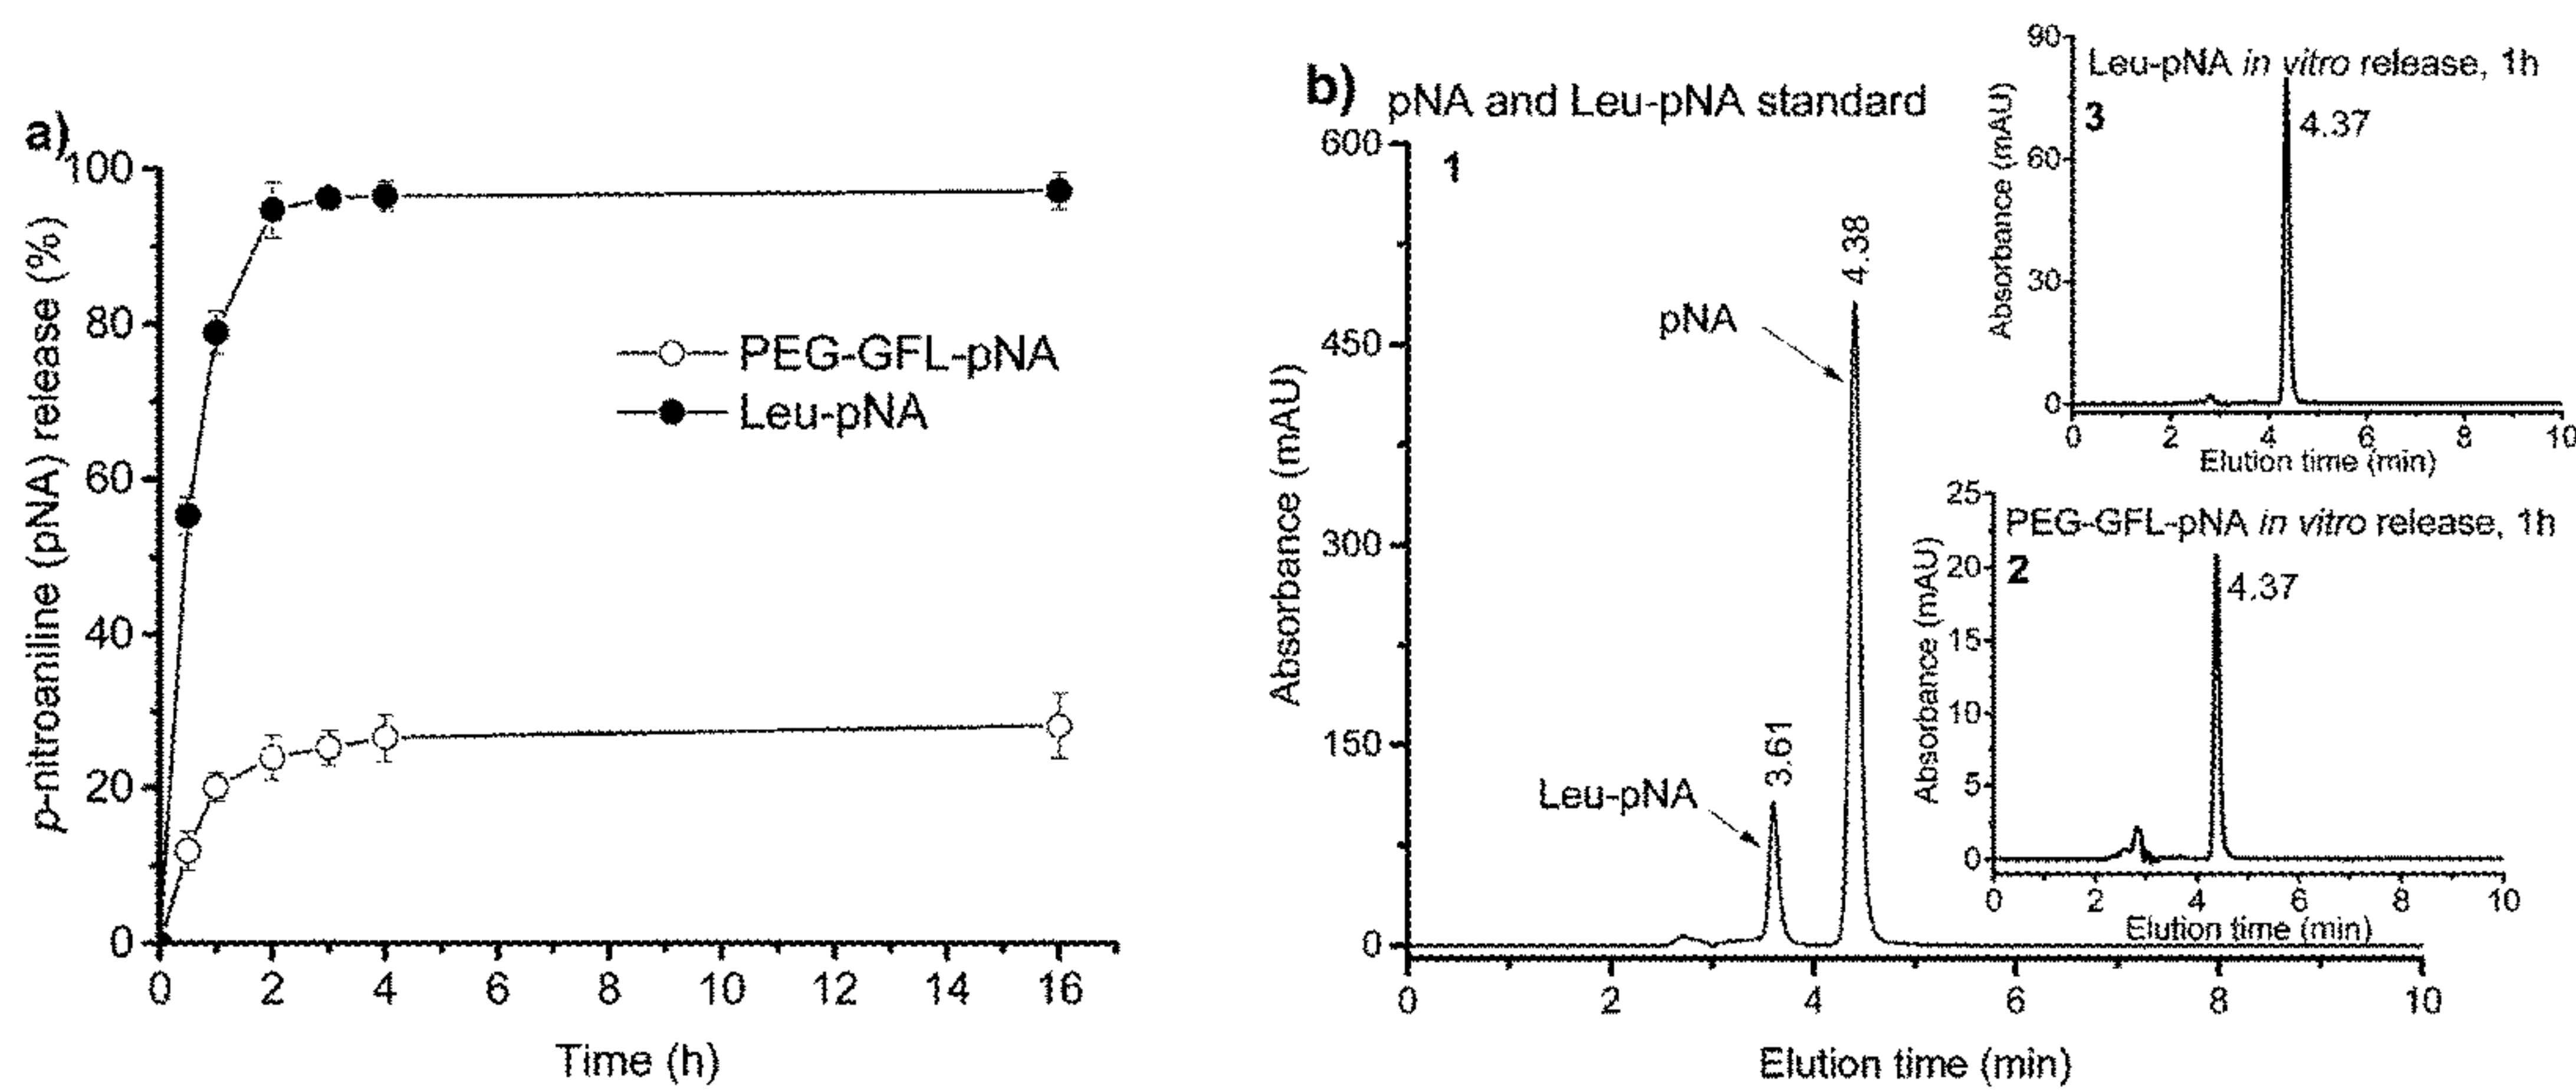 a)
100
80
60
40
20
0
p-nitroaniline (pNA) release (%)
PEG-GFL-pNA
Leu-pNA
0 2 4 6 8 10 12 14 16
Time (h)
b) pNA and Leu-pNA standard
1
600
450
300
150
0
Absorbance (mAU)
pNA
4.38
Leu-pNA
3.61
0 2 4 6 8 10
Elution time (min)
Leu-pNA in vitro release, 1h
3
4.37
90
60
30
0
Absorbance (mAU)
0 2 4 6 8 10
Elution time (min)
PEG-GFL-pNA in vitro release, 1h
2
4.37
25
20
15
10
5
0
Absorbance (mAU)
0 2 4 6 8 10
Elution time (min)